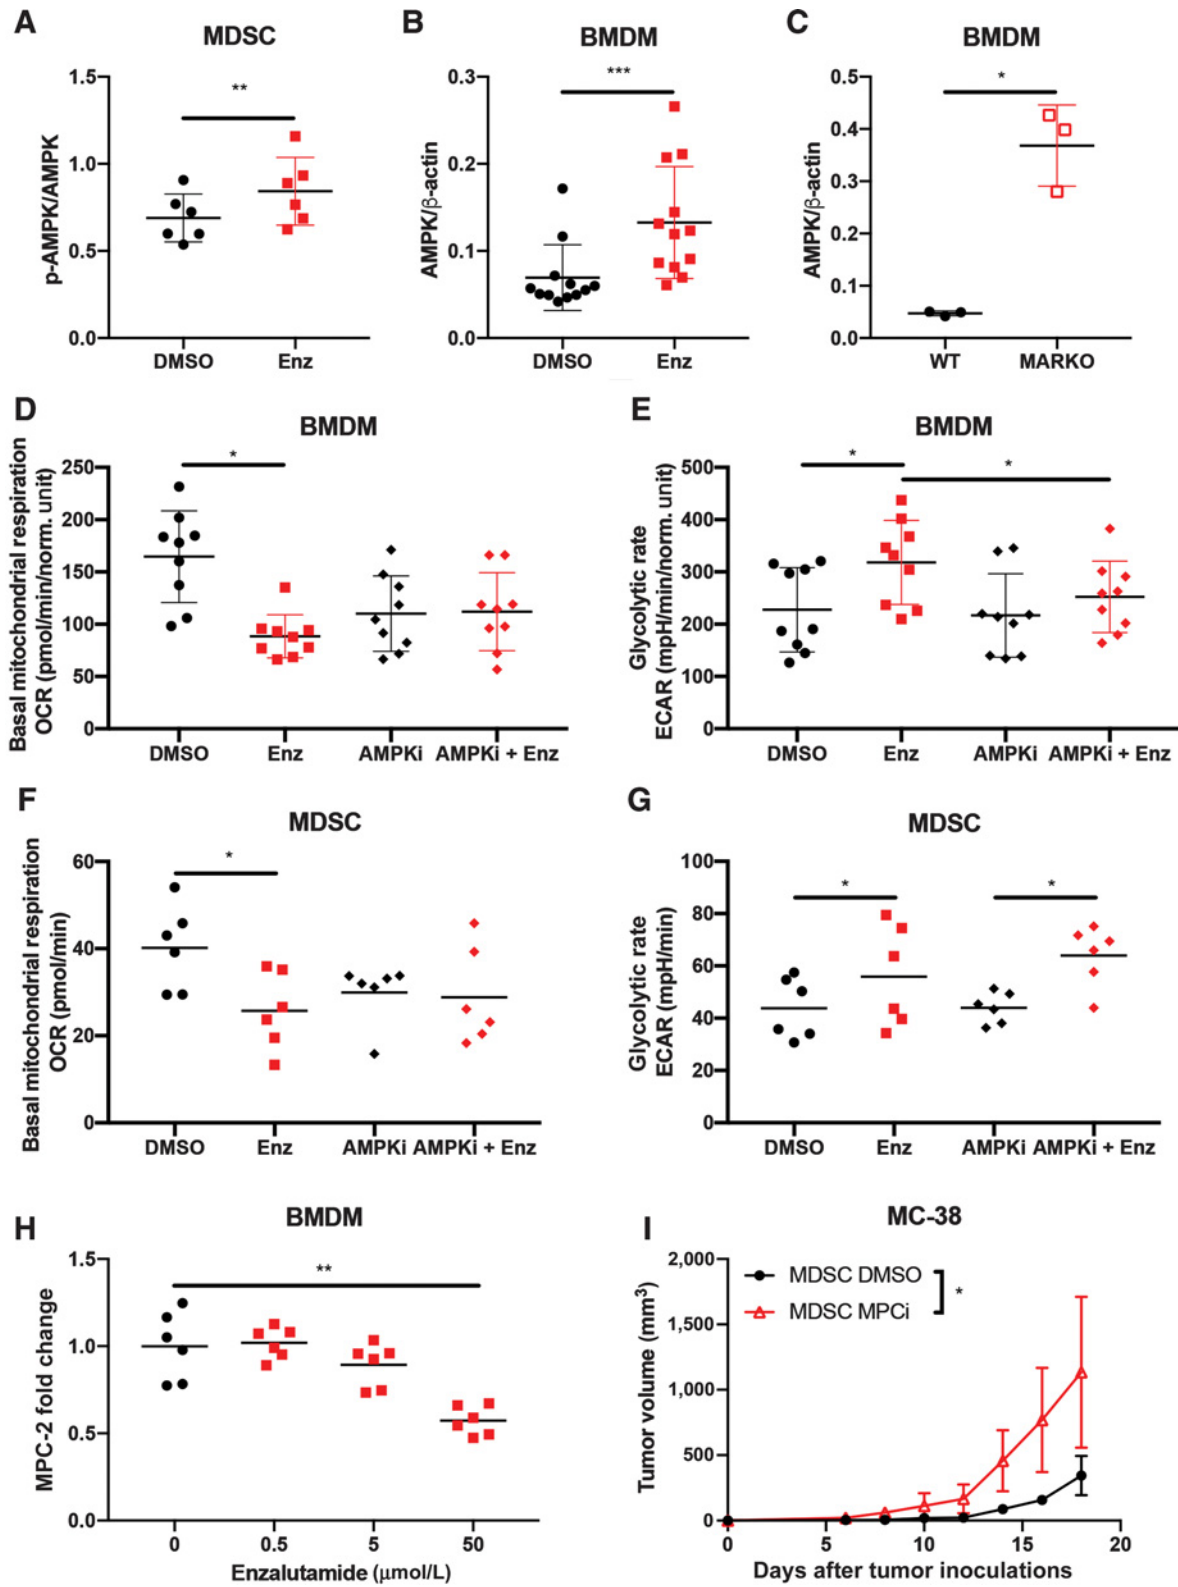 A
MDSC
p-AMPK/AMPK
1.5
1.0
0.5
0.0
**
DMSO
Enz
B
BMDM
AMPK/β-actin
0.3
0.2
0.1
0.0
***
DMSO
Enz
C
BMDM
AMPK/β-actin
0.5
0.4
0.3
0.2
0.1
0.0
*
WT
MARKO
D
BMDM
Basal mitochondrial respiration
OCR (pmol/min/norm. unit)
250
200
150
100
50
0
*
DMSO
Enz
AMPKi
AMPKi + Enz
E
BMDM
Glycolytic rate
ECAR (mpH/min/norm. unit)
500
400
300
200
100
0
*
*
DMSO
Enz
AMPKi
AMPKi + Enz
F
MDSC
Basal mitochondrial respiration
OCR (pmol/min)
60
40
20
0
*
DMSO
Enz
AMPKi
AMPKi + Enz
G
MDSC
Glycolytic rate
ECAR (mpH/min)
100
80
60
40
20
0
*
*
DMSO
Enz
AMPKi
AMPKi + Enz
H
BMDM
MPC-2 fold change
1.5
1.0
0.5
0.0
**
0
0.5
5
50
Enzalutamide (μmol/L)
I
MC-38
Tumor volume (mm³)
2,000
1,500
1,000
500
0
MDSC DMSO
MDSC MPCi
*
0
5
10
15
20
Days after tumor inoculations